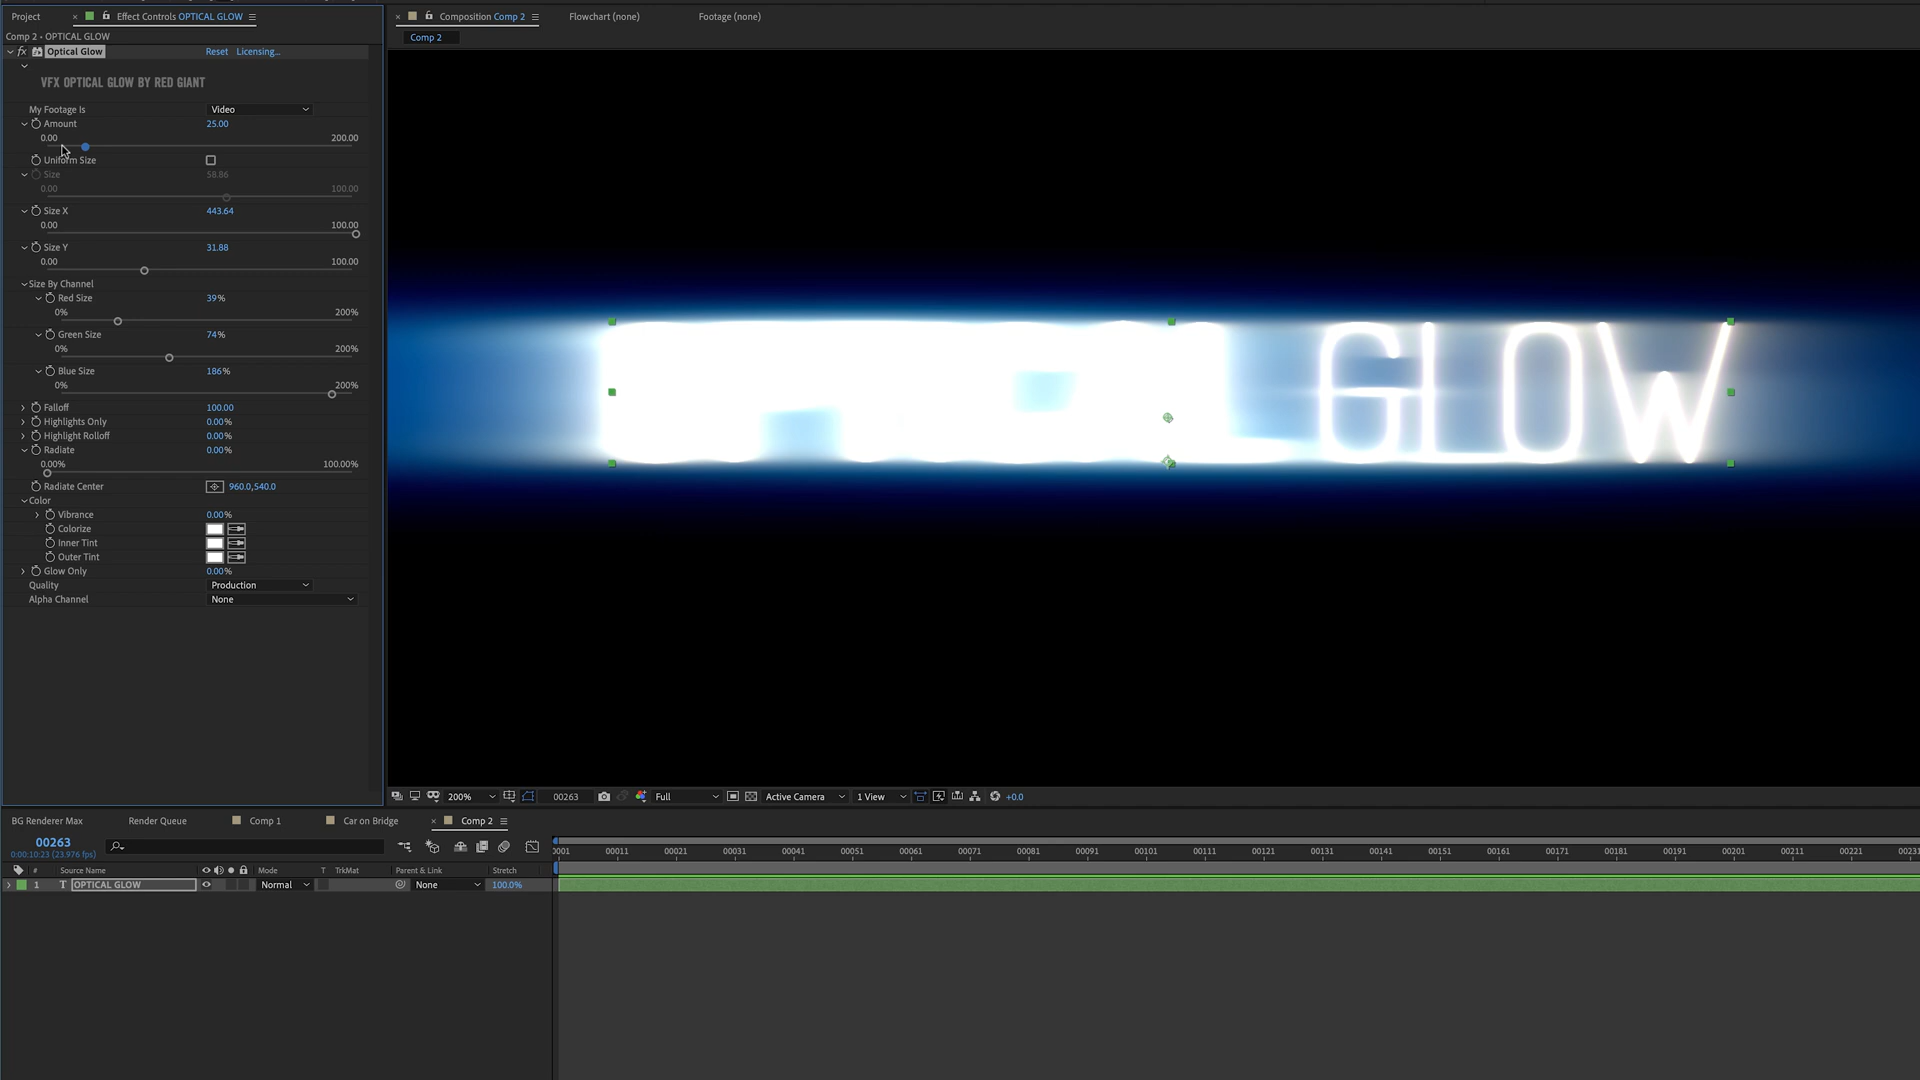 Project
× Effect Controls OPTICAL GLOW
Comp 2 • OPTICAL GLOW
fx Optical Glow Reset Licensing...
VFX OPTICAL GLOW BY RED GIANT
My Footage Is Video
Amount 25.00
0.00 200.00
Uniform Size
Size 58.86
0.00 100.00
Size X 443.64
0.00 100.00
Size Y 31.88
0.00 100.00
Size By Channel
Red Size 39%
0% 200%
Green Size 74%
0% 200%
Blue Size 186%
0% 200%
Falloff 100.00
Highlights Only 0.00%
Highlight Rolloff 0.00%
Radiate 0.00%
0.00% 100.00%
Radiate Center 960.0,540.0
Color
Vibrance 0.00%
Colorize
Inner Tint
Outer Tint
Glow Only 0.00%
Quality Production
Alpha Channel None
× Composition Comp 2 Flowchart (none) Footage (none)
Comp 2
GLOW
200% 00263 Full Active Camera 1 View +0.0
BG Renderer Max Render Queue Comp 1 Car on Bridge × Comp 2
00263
0:00:10:23 (23.976 fps)
0001 00011 00021 00031 00041 00051 00061 00071 00081 00091 00101 00111 00121 00131 00141 00151 00161 00171 00181 00191 00201 00211 00221 0023
# Source Name Mode T TrkMat Parent & Link Stretch
1 T OPTICAL GLOW Normal None 100.0%